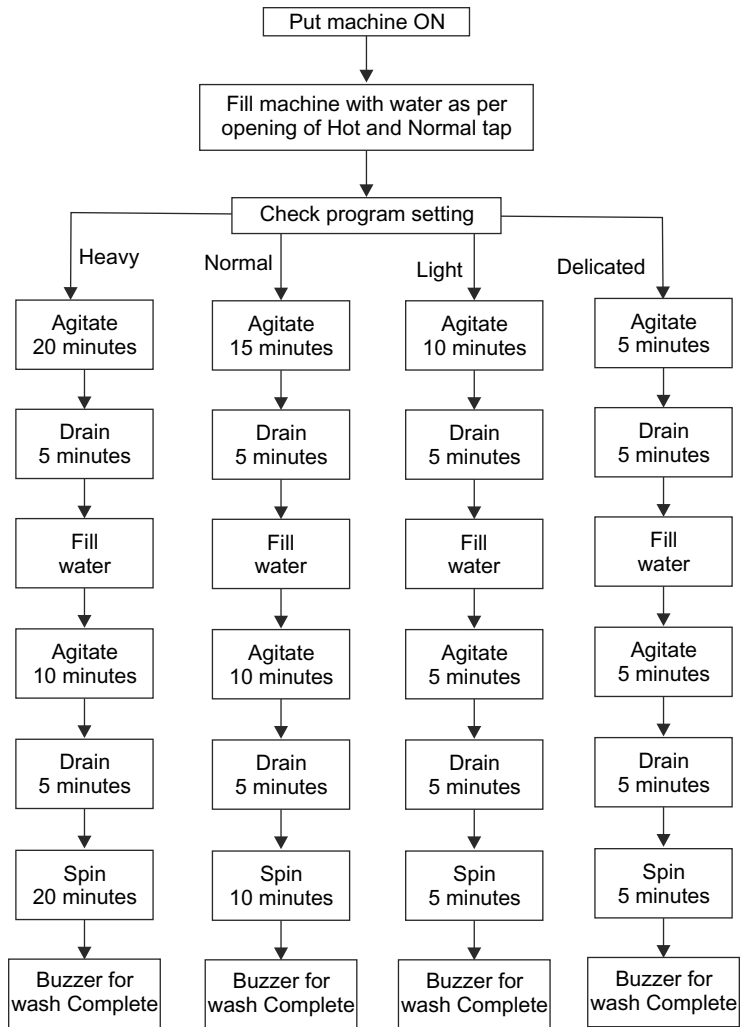 Put machine ON
Fill machine with water as per
opening of Hot and Normal tap
Check program setting
Heavy
Normal
Light
Delicated
Agitate
20 minutes
Agitate
15 minutes
Agitate
10 minutes
Agitate
5 minutes
Drain
5 minutes
Drain
5 minutes
Drain
5 minutes
Drain
5 minutes
Fill
water
Fill
water
Fill
water
Fill
water
Agitate
10 minutes
Agitate
10 minutes
Agitate
5 minutes
Agitate
5 minutes
Drain
5 minutes
Drain
5 minutes
Drain
5 minutes
Drain
5 minutes
Spin
20 minutes
Spin
10 minutes
Spin
5 minutes
Spin
5 minutes
Buzzer for
wash Complete
Buzzer for
wash Complete
Buzzer for
wash Complete
Buzzer for
wash Complete